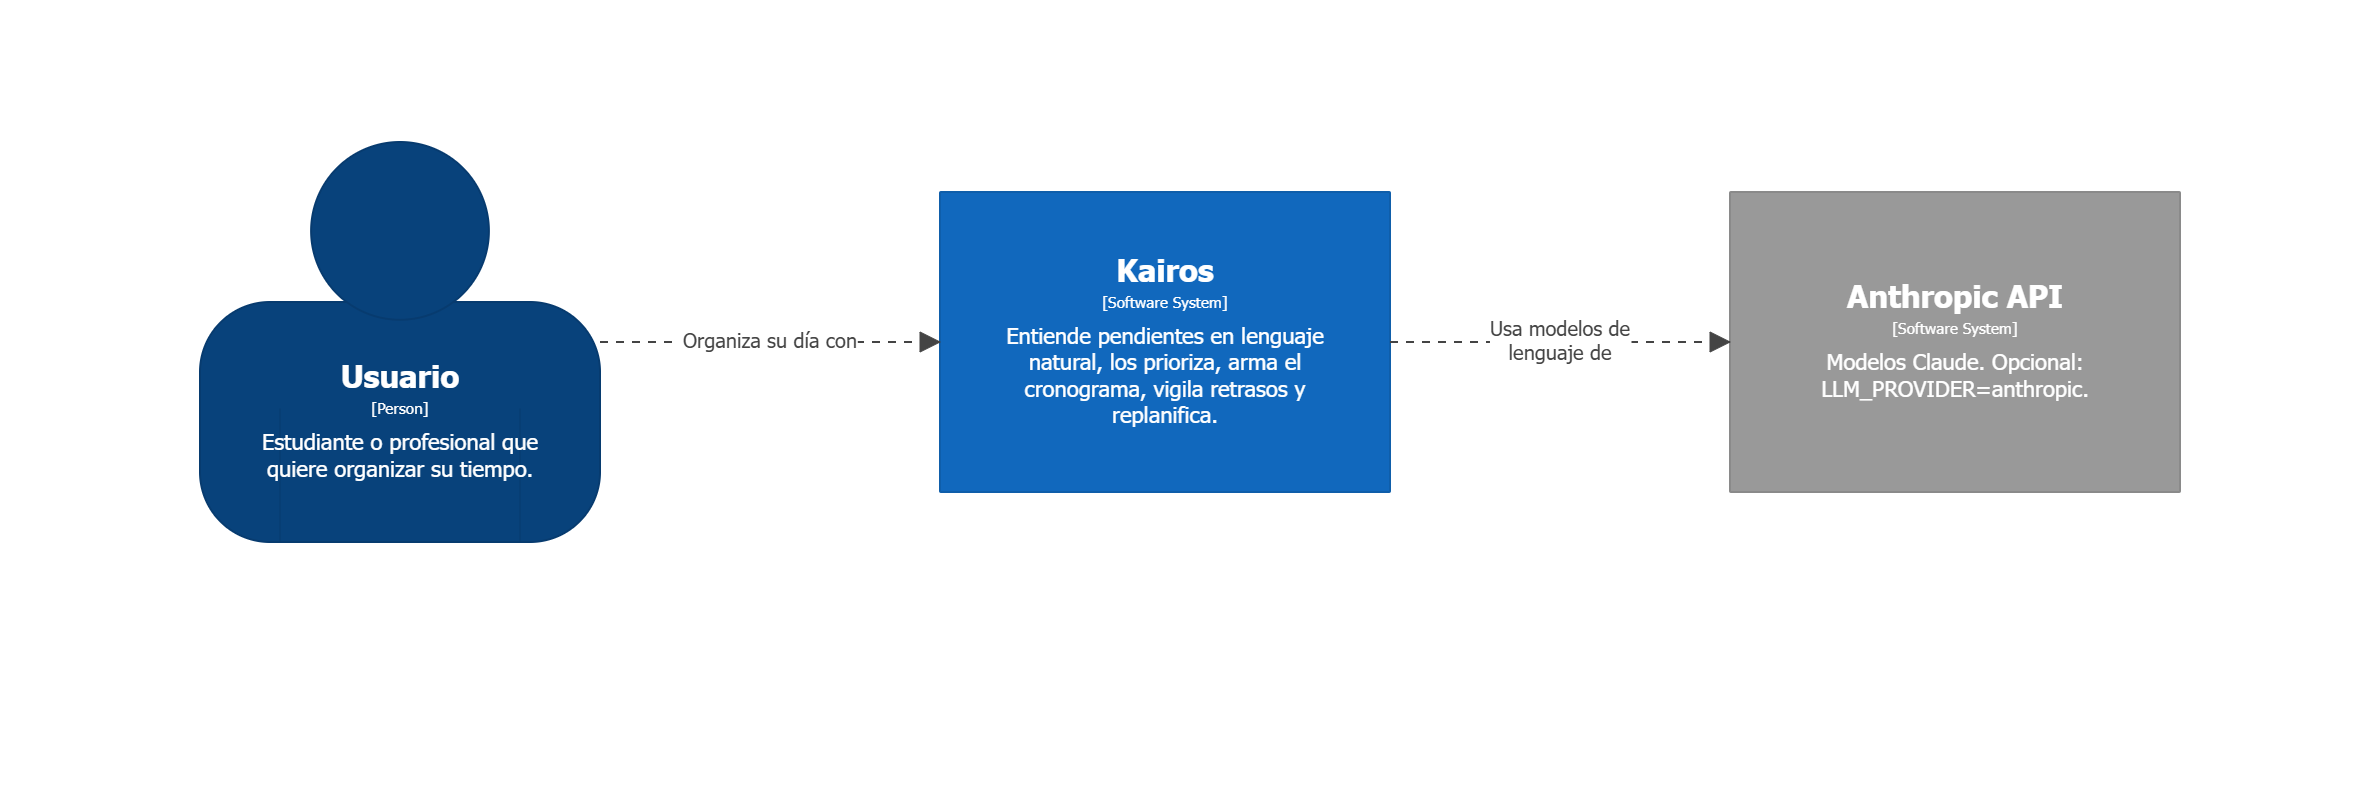 Usuario
[Person]
Estudiante o profesional que
quiere organizar su tiempo.
Organiza su día con
Kairos
[Software System]
Entiende pendientes en lenguaje
natural, los prioriza, arma el
cronograma, vigila retrasos y
replanifica.
Usa modelos de
lenguaje de
Anthropic API
[Software System]
Modelos Claude. Opcional:
LLM_PROVIDER=anthropic.